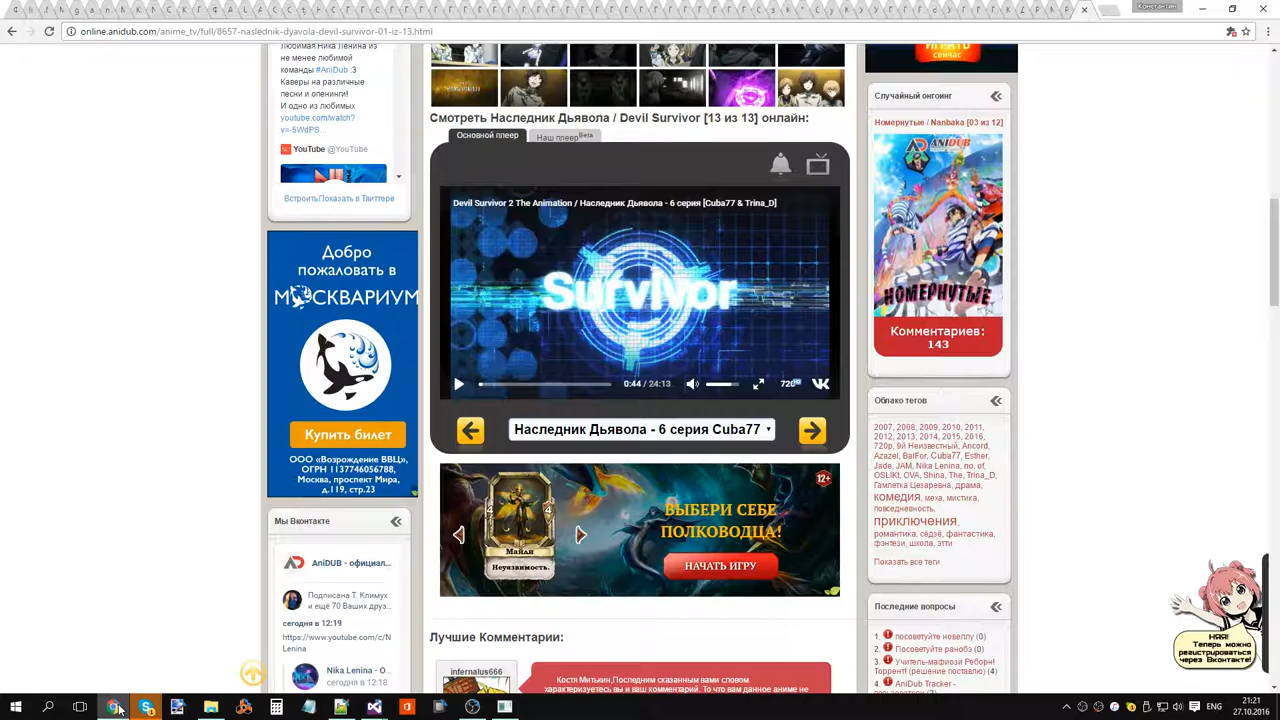 Константин
online.anidub.com/anime_tv/full/8657-naslednik-dyavola-devil-survivor-01-iz-13.html
Любимая Ника Ленина из
не менее любимой
команды #AniDub :3
Каверы на различные
песни и опенинги!
И одно из любимых
youtube.com/watch?
v=-5WdPS…
YouTube @YouTube
Встроить Показать в Твиттере
Добро
пожаловать в
МОСКВАРИУМ
Купить билет
ООО «Возрождение ВВЦ»,
ОГРН 1137746056788,
Москва, проспект Мира,
д.119, стр.23
Мы Вконтакте
AniDUB - официал...
Подписана Т. Климух
и ещё 70 Ваших друз...
сегодня в 12:19
https://www.youtube.com/c/N
Lenina
Nika Lenina - O...
сегодня в 12:18
Смотреть Наследник Дьявола / Devil Survivor [13 из 13] онлайн:
Основной плеер
Наш плеер Beta
Devil Survivor 2 The Animation / Наследник Дьявола - 6 серия [Cuba77 & Trina_D]
Survivor
0:44 / 24:13
720
Наследник Дьявола - 6 серия Cuba77
12+
4
4
Майли
Неуязвимость.
ВЫБЕРИ СЕБЕ
ПОЛКОВОДЦА!
НАЧАТЬ ИГРУ
Лучшие Комментарии:
infernalus666
Костя Митькин,Последним сказанным вами словом
характеризуетесь вы и ваш комментарий. То что вам данное аниме не
ИГРАТЬ
сейчас
Случайный онгоинг
Номернутые / Nanbaka [03 из 12]
ANIDUB
НОМЕРНУТЫЕ
Комментариев:
143
Облако тегов
2007, 2008, 2009, 2010, 2011,
2012, 2013, 2014, 2015, 2016,
720p, 9й Неизвестный, Ancord,
Azazel, BalFor, Cuba77, Esther,
Jade, JAM, Nika Lenina, no, of,
OSLIKt, OVA, Shina, The, Trina_D,
Гамлетка Цезаревна, драма,
комедия, меха, мистика,
повседневность,
приключения,
романтика, сёдзё, фантастика,
фэнтези, школа, этти
Показать все теги
Последние вопросы
1. посоветуйте новеллу (0)
2. Посоветуйте ранобэ (0)
3. Учитель-мафиози Реборн!
Торрент! (решение поставлю) (4)
4. AniDub Tracker -
НЯЯ!
Теперь можно
регистрироваться
через Вконтакте!
ENG
21:21
27.10.2016